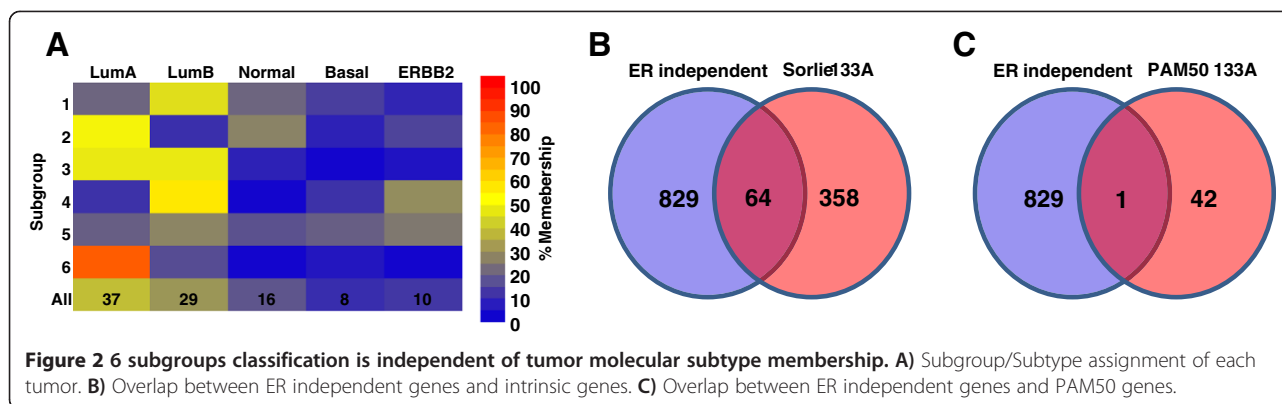 A
LumA LumB Normal Basal ERBB2
Subgroup
1
2
3
4
5
6
All 37 29 16 8 10
100
90
80
70
60
50
40
30
20
10
0
%Memebership
B
ER independent Sorlie133A
829 64 358
C
ER independent PAM50 133A
829 1 42
Figure 2 6 subgroups classification is independent of tumor molecular subtype membership. A) Subgroup/Subtype assignment of each
tumor. B) Overlap between ER independent genes and intrinsic genes. C) Overlap between ER independent genes and PAM50 genes.